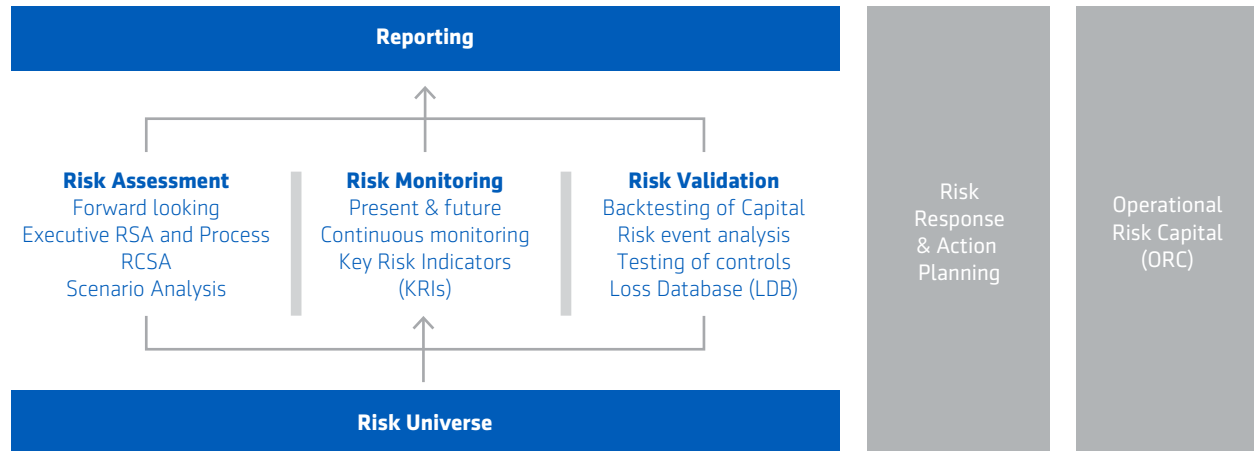 Reporting
Risk Assessment
Forward looking
Executive RSA and Process
RCSA
Scenario Analysis
Risk Monitoring
Present & future
Continuous monitoring
Key Risk Indicators
(KRIs)
Risk Validation
Backtesting of Capital
Risk event analysis
Testing of controls
Loss Database (LDB)
Risk Universe
Risk
Response
& Action
Planning
Operational
Risk Capital
(ORC)